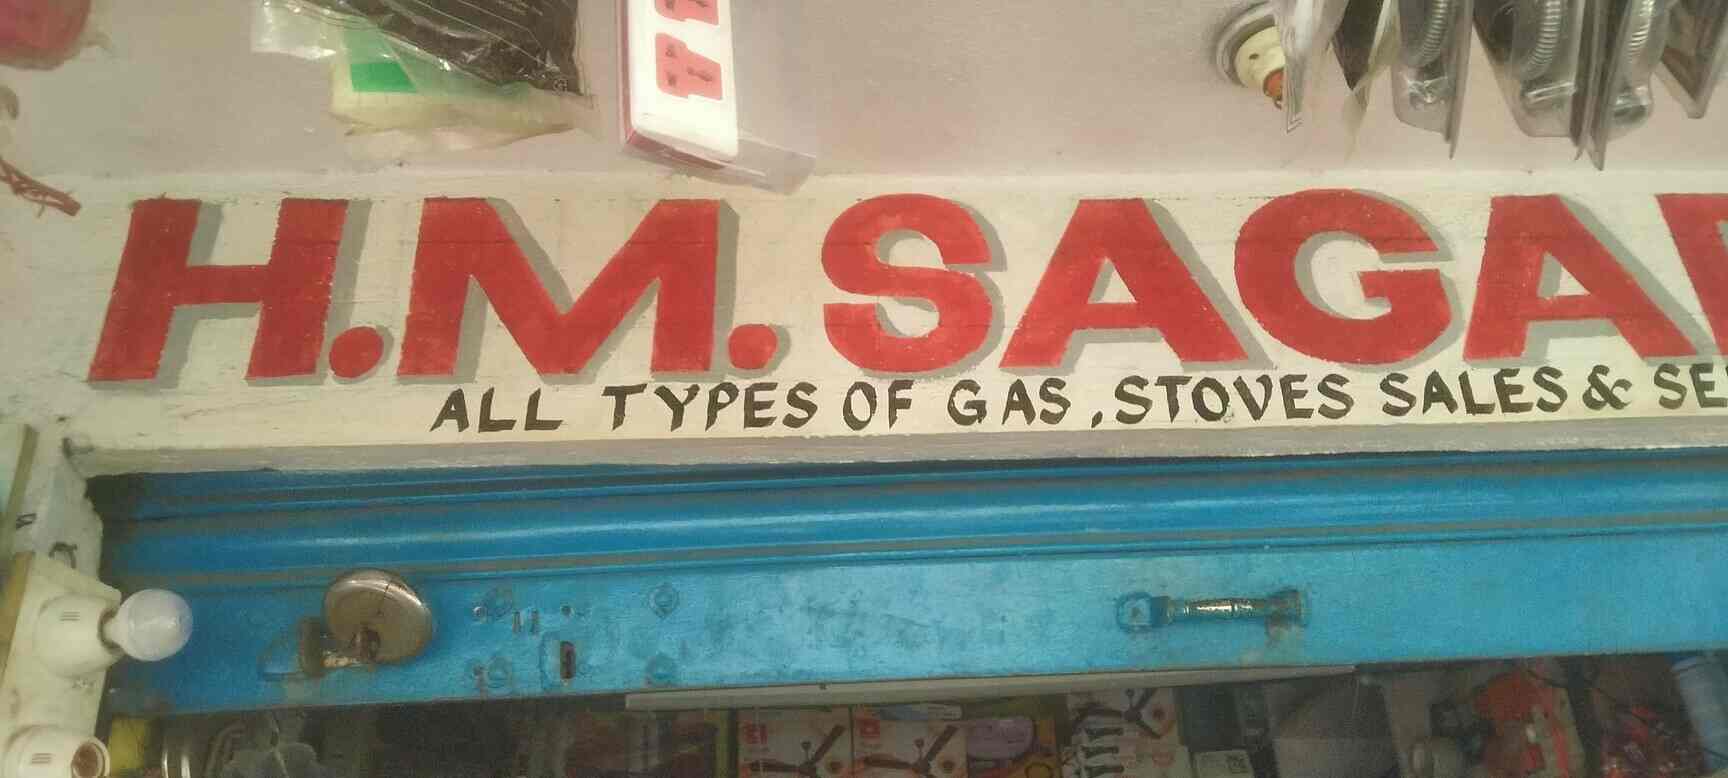 H.M.SAGA
ALL TYPES OF GAS, STOVES SALES &